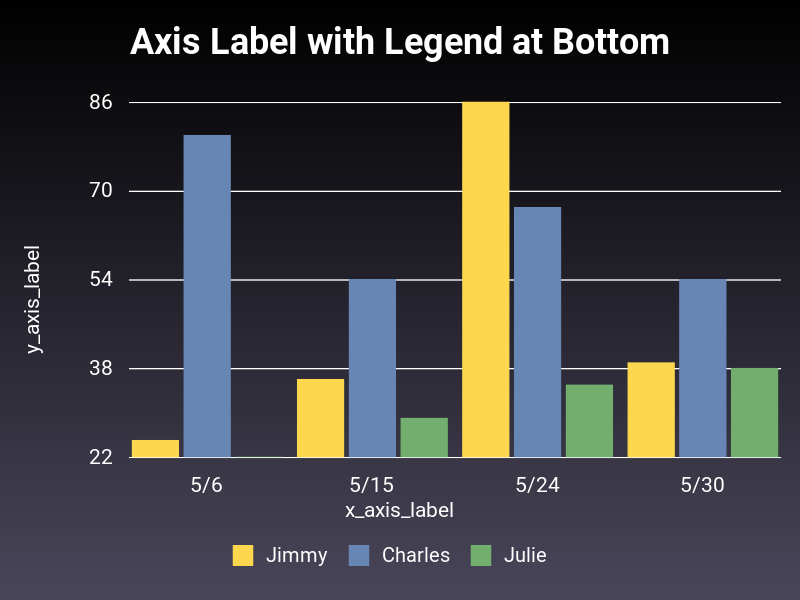 Axis Label with Legend at Bottom
86
70
54
38
22
y_axis_label
5/6 5/15 5/24 5/30
x_axis_label
Jimmy Charles Julie